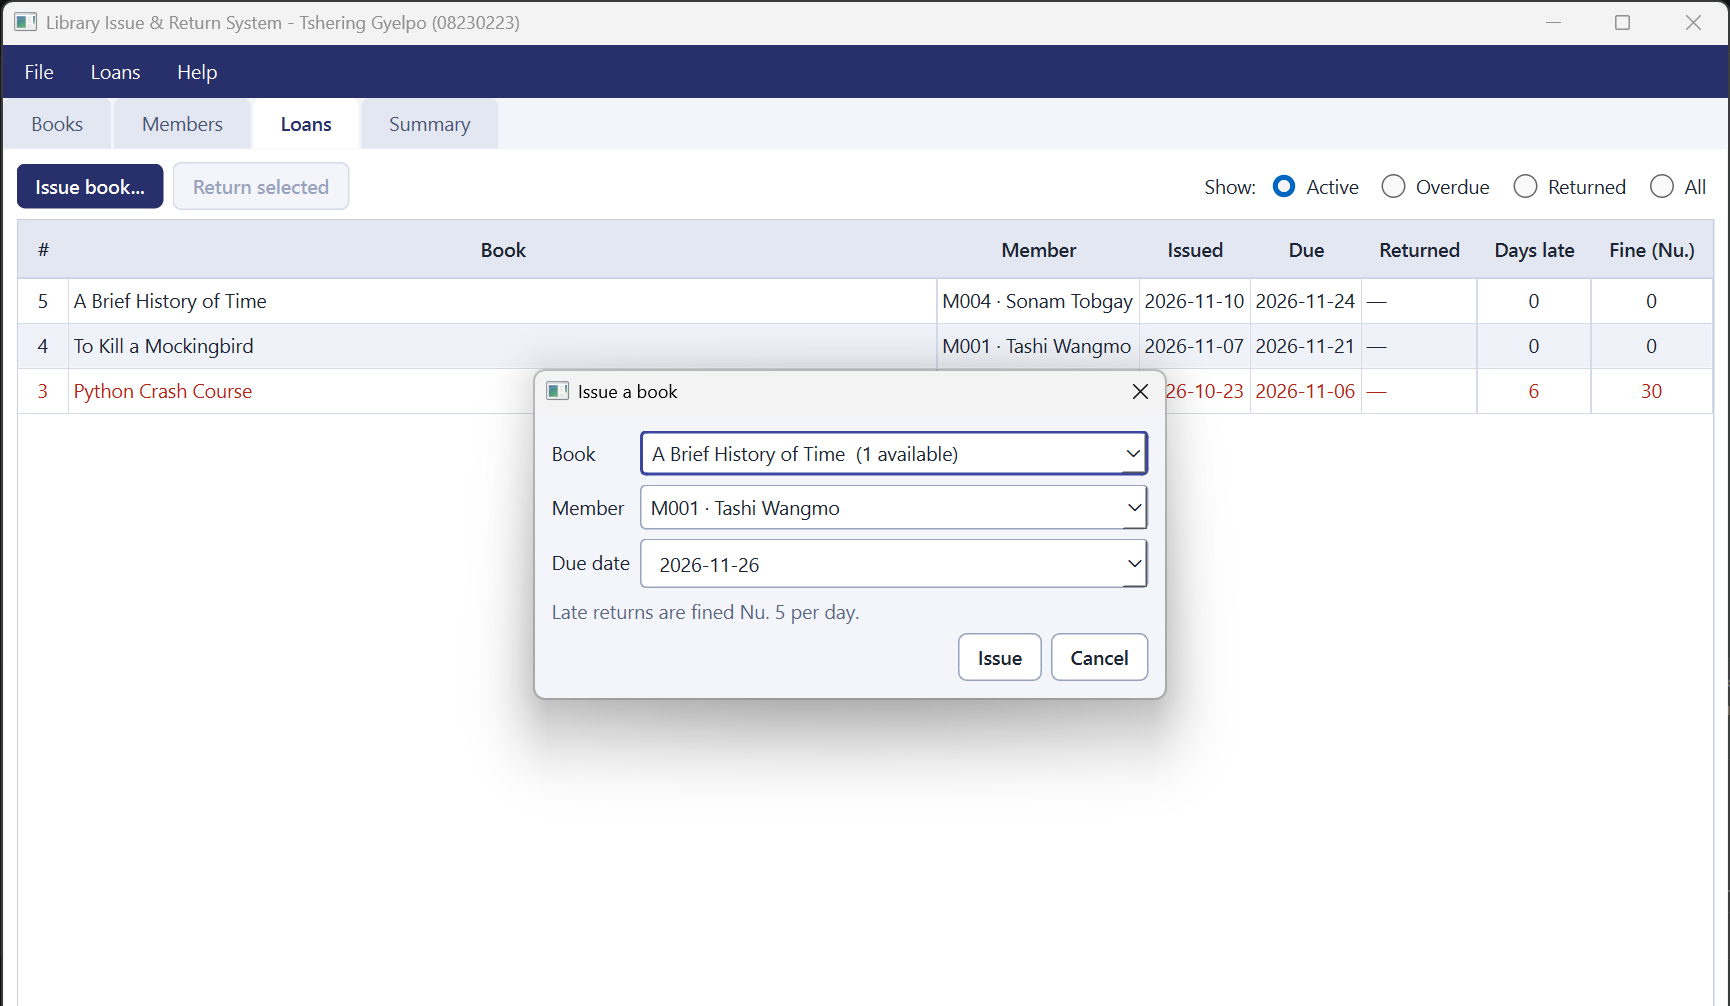 Library Issue & Return System - Tshering Gyelpo (08230223)
File Loans Help
Books Members Loans Summary
Issue book... Return selected Show: Active Overdue Returned All
# Book Member Issued Due Returned Days late Fine (Nu.)
5 A Brief History of Time M004 · Sonam Tobgay 2026-11-10 2026-11-24 — 0 0
4 To Kill a Mockingbird M001 · Tashi Wangmo 2026-11-07 2026-11-21 — 0 0
3 Python Crash Course 26-10-23 2026-11-06 — 6 30
Issue a book
Book A Brief History of Time (1 available)
Member M001 · Tashi Wangmo
Due date 2026-11-26
Late returns are fined Nu. 5 per day.
Issue Cancel